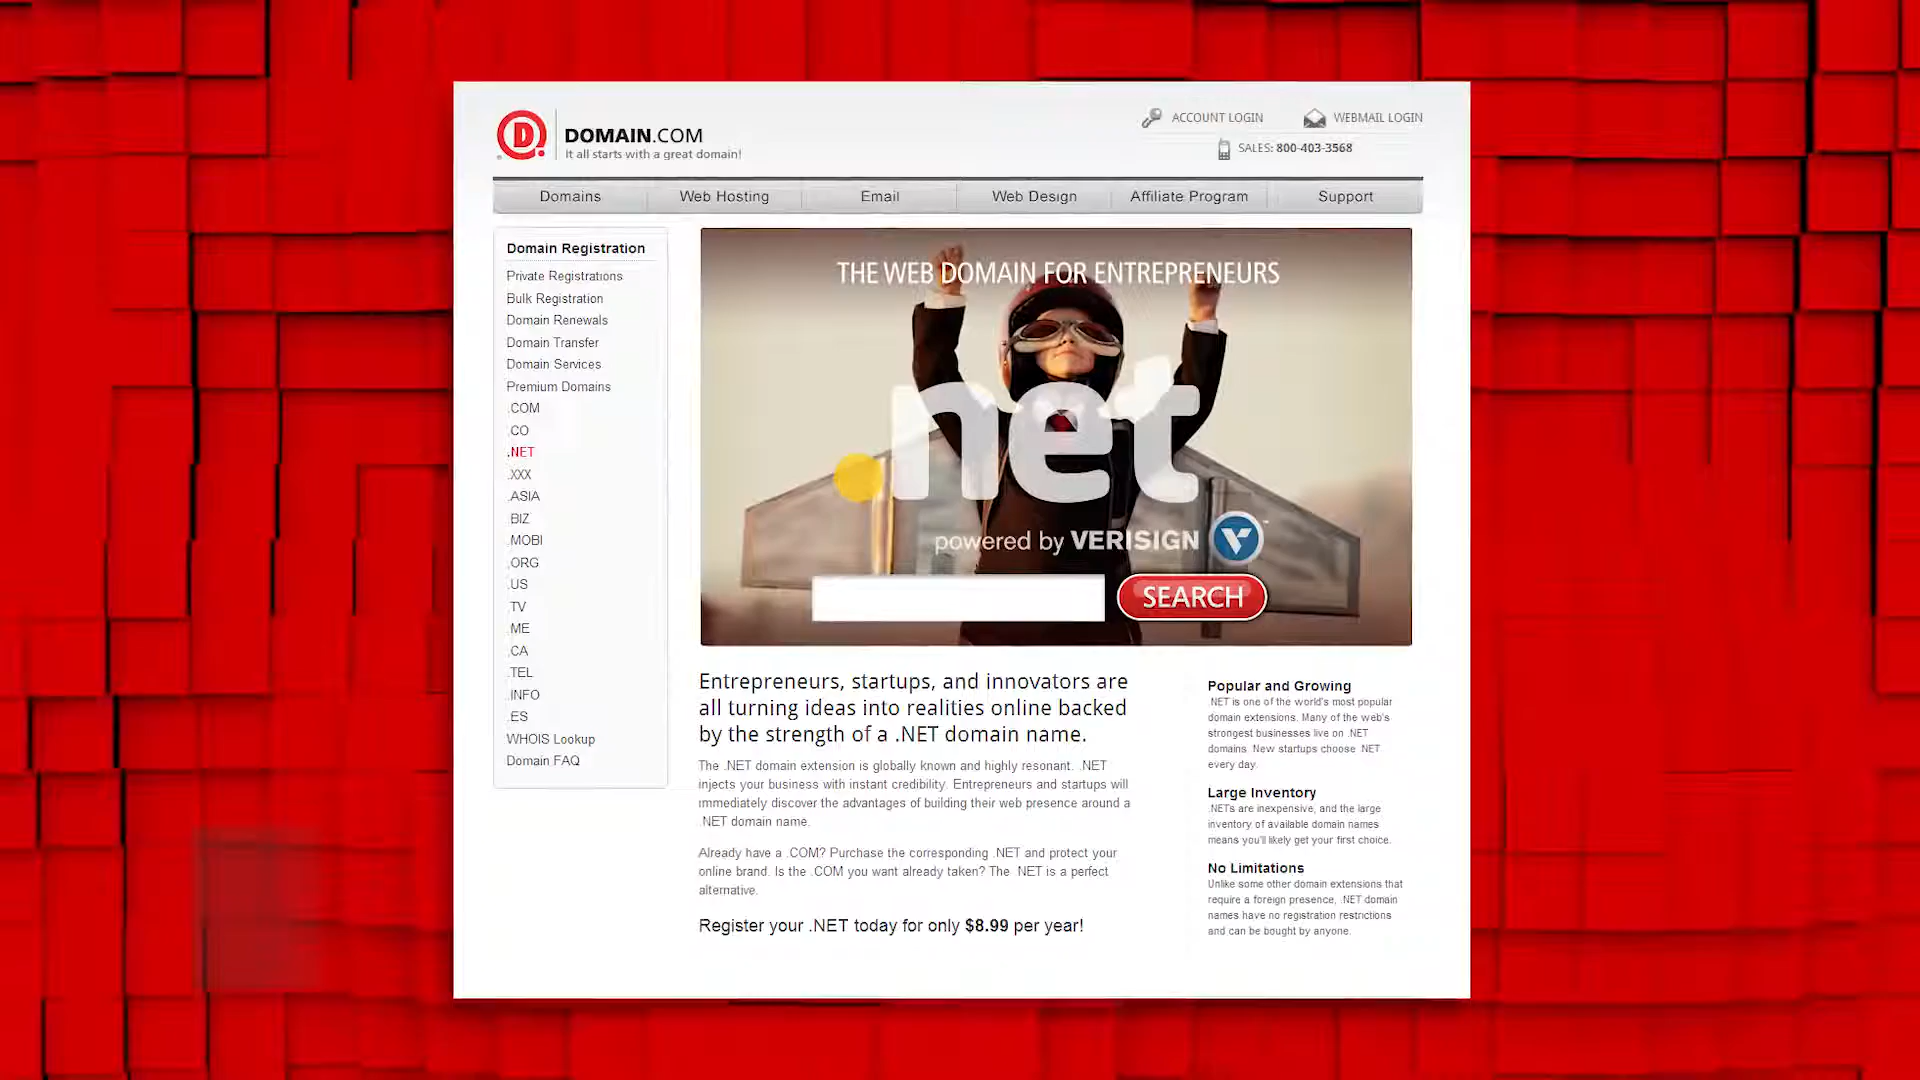 D
DOMAIN.COM
It all starts with a great domain!
ACCOUNT LOGIN
WEBMAIL LOGIN
SALES: 800-403-3568
Domains
Web Hosting
Email
Web Design
Affiliate Program
Support
Domain Registration
Private Registrations
Bulk Registration
Domain Renewals
Domain Transfer
Domain Services
Premium Domains
.COM
.CO
.NET
.XXX
.ASIA
.BIZ
.MOBI
.ORG
.US
.TV
.ME
.CA
.TEL
.INFO
.ES
WHOIS Lookup
Domain FAQ
THE WEB DOMAIN FOR ENTREPRENEURS
.net
powered by VERISIGN
SEARCH
Entrepreneurs, startups, and innovators are
all turning ideas into realities online backed
by the strength of a .NET domain name.
The .NET domain extension is globally known and highly resonant. .NET
injects your business with instant credibility. Entrepreneurs and startups will
immediately discover the advantages of building their web presence around a
.NET domain name.
Already have a .COM? Purchase the corresponding .NET and protect your
online brand. Is the .COM you want already taken? The .NET is a perfect
alternative.
Register your .NET today for only $8.99 per year!
Popular and Growing
.NET is one of the world's most popular
domain extensions. Many of the web's
strongest businesses live on .NET
domains. New startups choose .NET
every day.
Large Inventory
.NETs are inexpensive, and the large
inventory of available domain names
means you'll likely get your first choice.
No Limitations
Unlike some other domain extensions that
require a foreign presence, .NET domain
names have no registration restrictions
and can be bought by anyone.